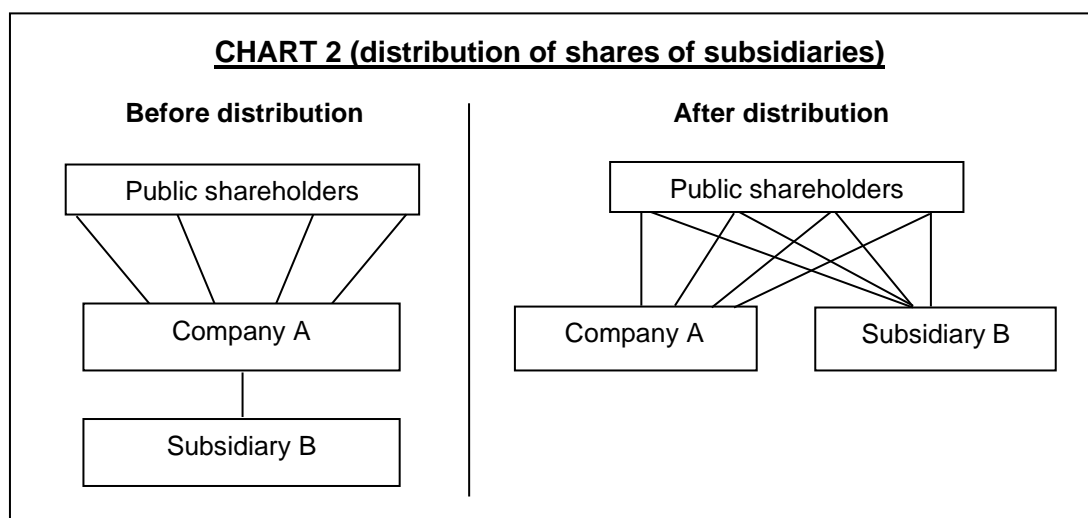 CHART 2 (distribution of shares of subsidiaries)
Before distribution
Public shareholders
Company A
Subsidiary B
After distribution
Public shareholders
Company A
Subsidiary B